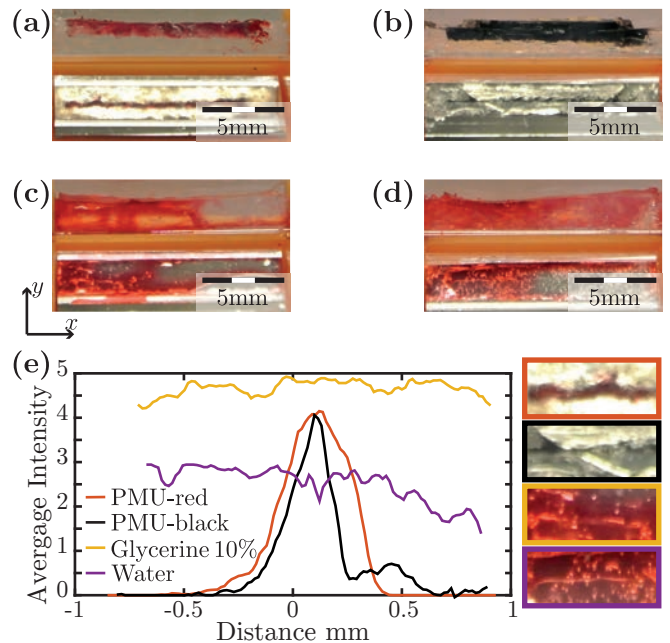 (a)
(b)
5mm
5mm
(c)
(d)
5mm
5mm
y
x
(e)
Avergage Intensity
5
4
3
2
1
0
PMU-red
PMU-black
Glycerine 10%
Water
-1
-0.5
0
0.5
1
Distance mm